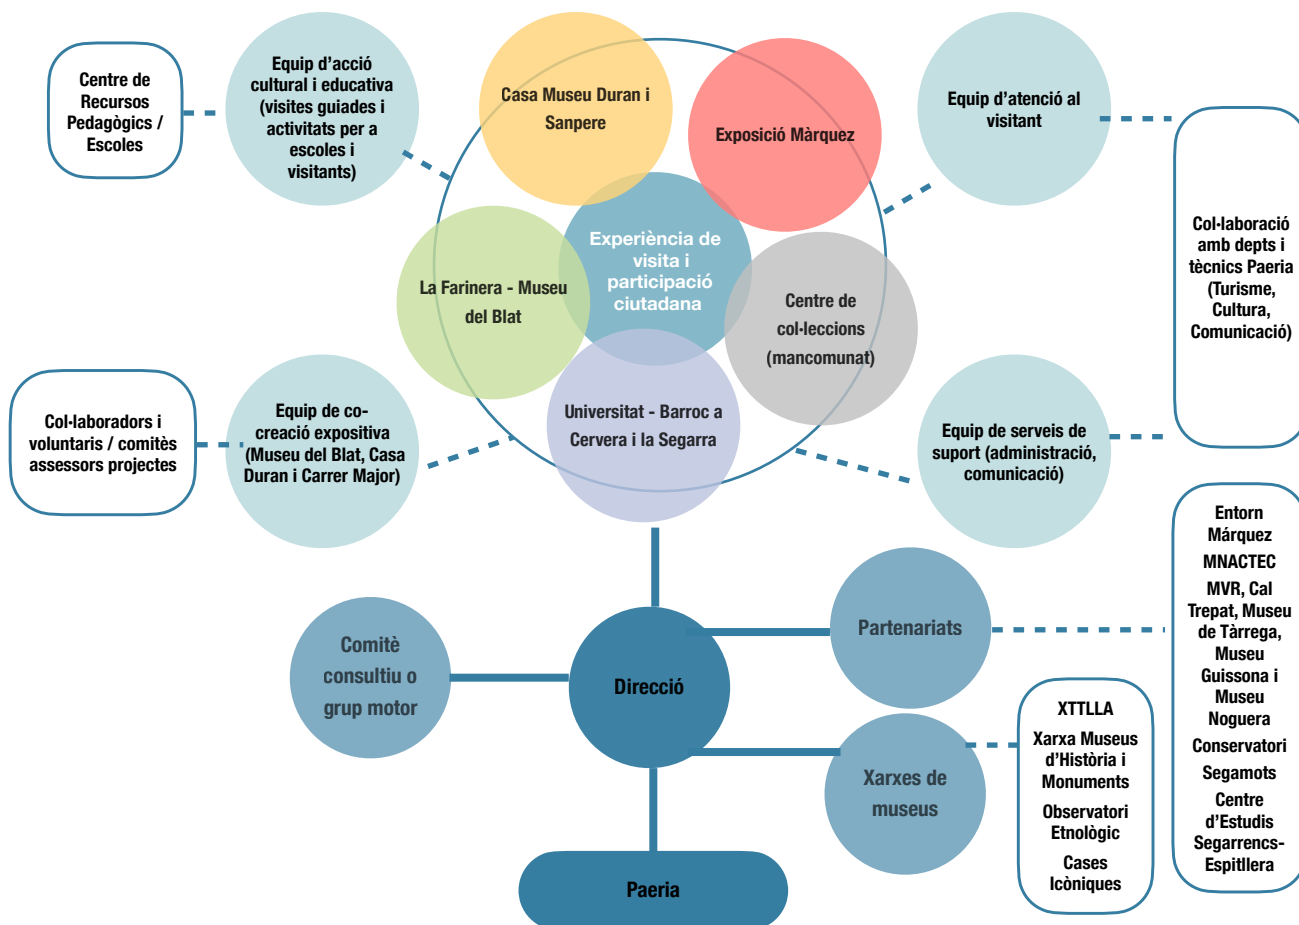 Centre de
Recursos
Pedagògics /
Escoles
Equip d’acció
cultural i educativa
(visites guiades i
activitats per a
escoles i
visitants)
Casa Museu Duran i
Sanpere
Exposició Màrquez
Equip d’atenció al
visitant
Experiència de
visita i
participació
ciutadana
La Farinera - Museu
del Blat
Centre de
col·leccions
(mancomunat)
Universitat - Barroc a
Cervera i la Segarra
Col·laboració
amb depts i
tècnics Paeria
(Turisme,
Cultura,
Comunicació)
Col·laboradors i
voluntaris / comitès
assessors projectes
Equip de co-
creació expositiva
(Museu del Blat, Casa
Duran i Carrer Major)
Equip de serveis de
suport (administració,
comunicació)
Comitè
consultiu o
grup motor
Direcció
Partenariats
Xarxes de
museus
Entorn
Márquez
MNACTEC
MVR, Cal
Trepat, Museu
de Tàrrega,
Museu
Guissona i
Museu
Noguera
Conservatori
Segamots
Centre
d’Estudis
Segarrencs-
Espitllera
XTTLLA
Xarxa Museus
d’Història i
Monuments
Observatori
Etnològic
Cases
Icòniques
Paeria